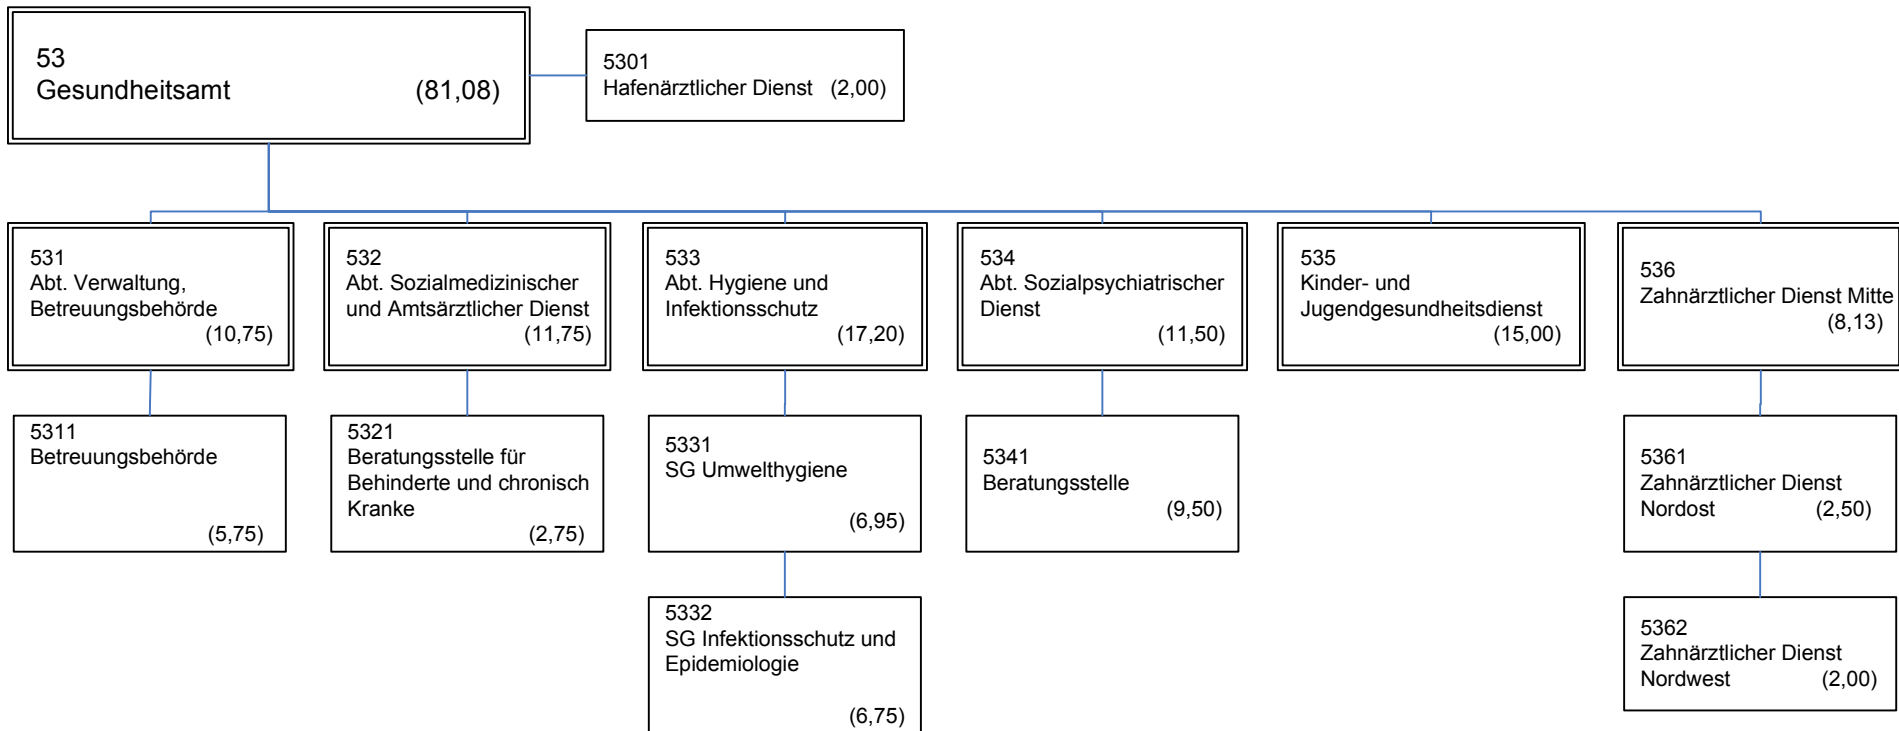 53
Gesundheitsamt (81,08)
5301
Hafenärztlicher Dienst (2,00)
531
Abt. Verwaltung,
Betreuungsbehörde
(10,75)
532
Abt. Sozialmedizinischer
und Amtsärztlicher Dienst
(11,75)
533
Abt. Hygiene und
Infektionsschutz
(17,20)
534
Abt. Sozialpsychiatrischer
Dienst
(11,50)
535
Kinder- und
Jugendgesundheitsdienst
(15,00)
536
Zahnärztlicher Dienst Mitte
(8,13)
5311
Betreuungsbehörde
(5,75)
5321
Beratungsstelle für
Behinderte und chronisch
Kranke
(2,75)
5331
SG Umwelthygiene
(6,95)
5341
Beratungsstelle
(9,50)
5361
Zahnärztlicher Dienst
Nordost (2,50)
5332
SG Infektionsschutz und
Epidemiologie
(6,75)
5362
Zahnärztlicher Dienst
Nordwest (2,00)